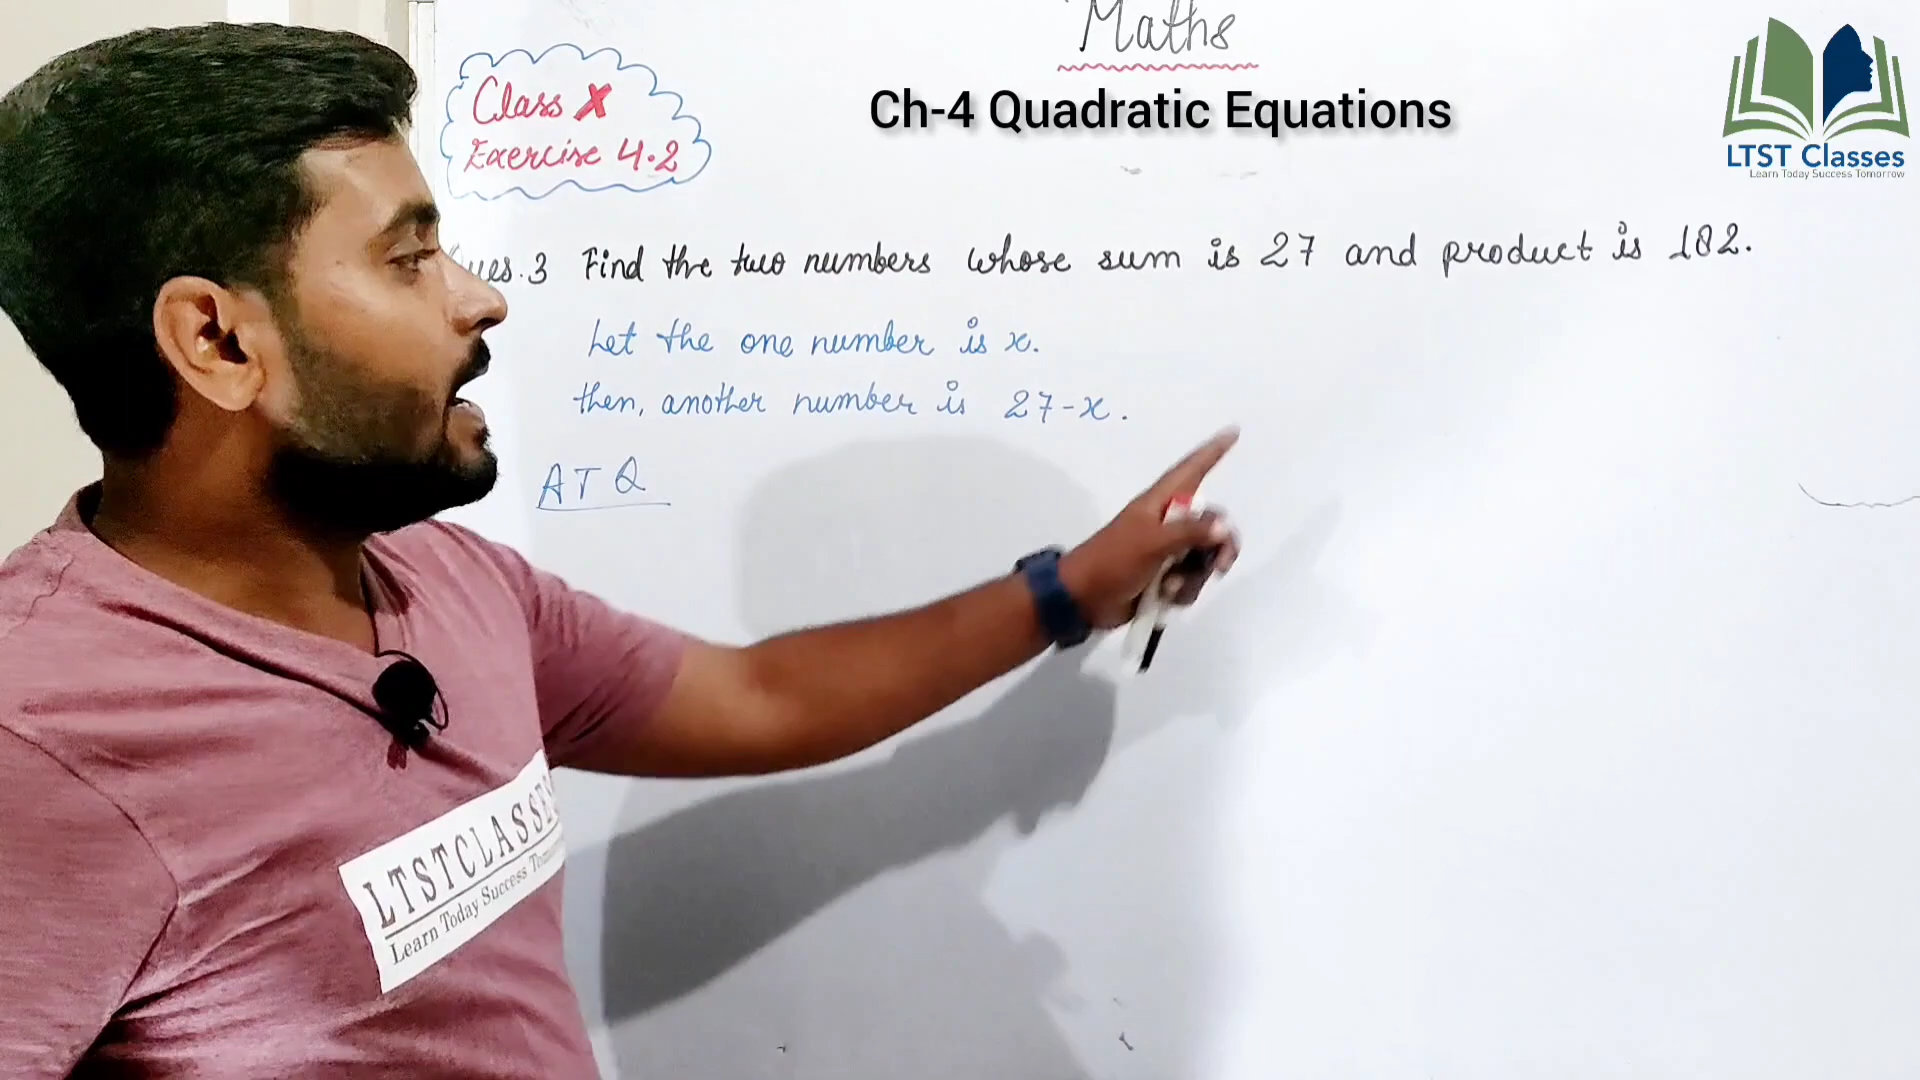 Maths
Class X
Exercise 4.2
Ch-4 Quadratic Equations
LTST Classes
Learn Today Success Tomorrow
Ques.3 Find the two numbers whose sum is 27 and product is 182.
Let the one number is x.
then, another number is 27-x.
ATQ
LTSTCLASSES
Learn Today Success